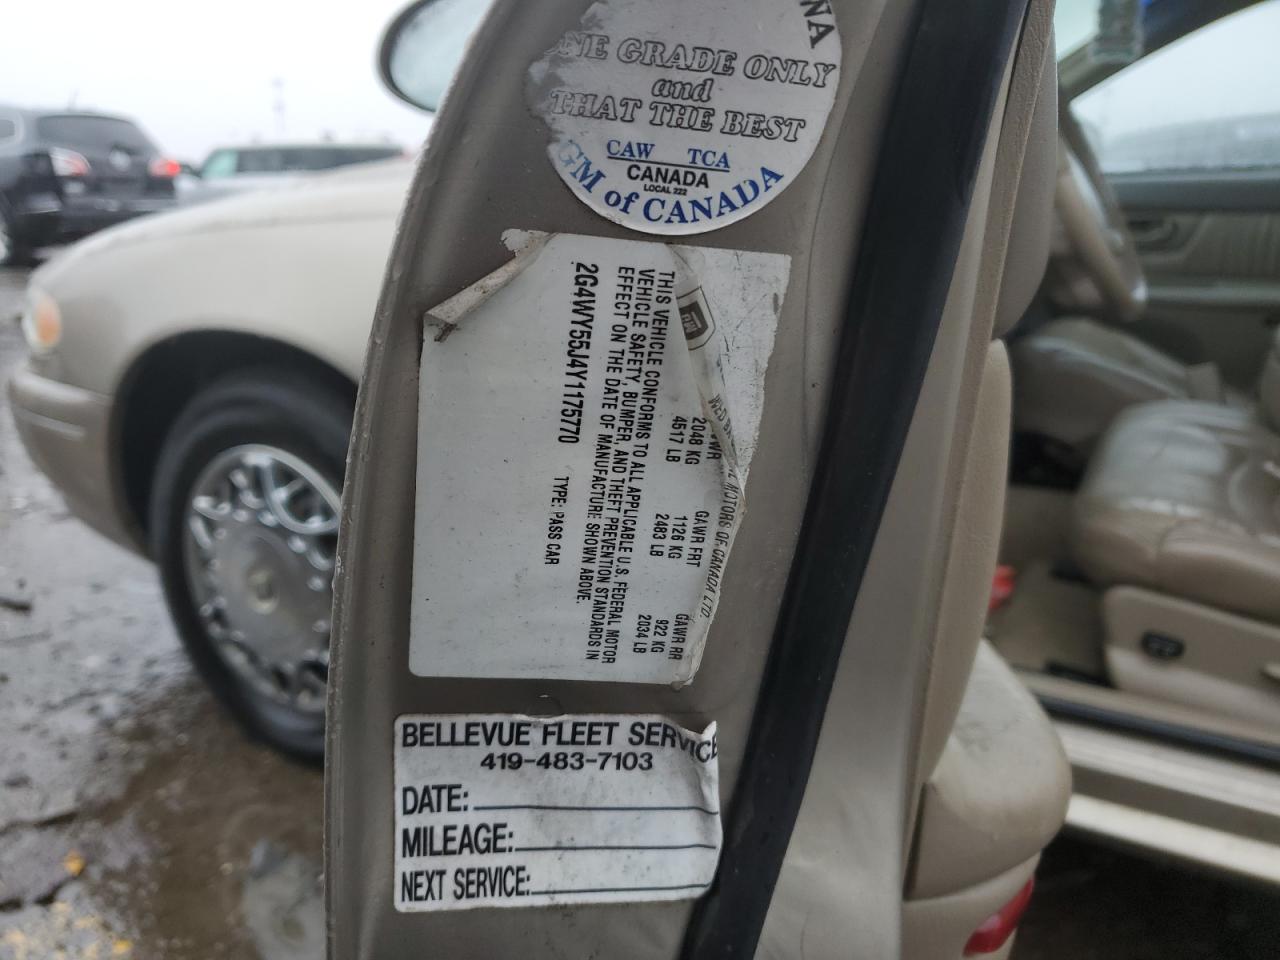 NA
ONE GRADE ONLY
and
THAT THE BEST
CAW TCA
CANADA
LOCAL 222
GM of CANADA
GM
MOTORS OF CANADA LTD.
GAWR FRT GAWR RR
2048 KG 1126 KG 922 KG
4517 LB 2483 LB 2034 LB
THIS VEHICLE CONFORMS TO ALL APPLICABLE U.S. FEDERAL MOTOR
VEHICLE SAFETY, BUMPER, AND THEFT PREVENTION STANDARDS IN
EFFECT ON THE DATE OF MANUFACTURE SHOWN ABOVE.
2G4WY55J4Y1175770 TYPE: PASS CAR
BELLEVUE FLEET SERVICE
419-483-7103
DATE:
MILEAGE:
NEXT SERVICE: